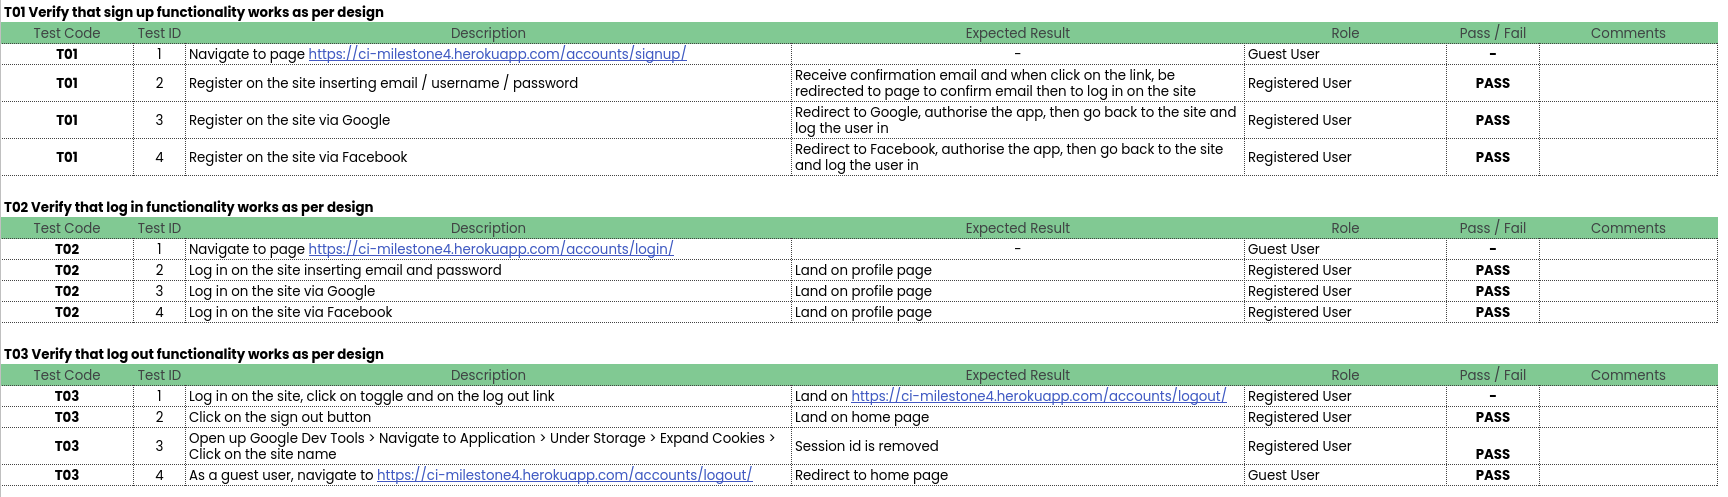 T01 Verify that sign up functionality works as per design
Test Code Test ID Description Expected Result Role Pass / Fail Comments
T01 1 Navigate to page https://ci-milestone4.herokuapp.com/accounts/signup/ - Guest User -
T01 2 Register on the site inserting email / username / password Receive confirmation email and when click on the link, be
redirected to page to confirm email then to log in on the site Registered User PASS
T01 3 Register on the site via Google Redirect to Google, authorise the app, then go back to the site and
log the user in Registered User PASS
T01 4 Register on the site via Facebook Redirect to Facebook, authorise the app, then go back to the site
and log the user in Registered User PASS
T02 Verify that log in functionality works as per design
Test Code Test ID Description Expected Result Role Pass / Fail Comments
T02 1 Navigate to page https://ci-milestone4.herokuapp.com/accounts/login/ - Guest User -
T02 2 Log in on the site inserting email and password Land on profile page Registered User PASS
T02 3 Log in on the site via Google Land on profile page Registered User PASS
T02 4 Log in on the site via Facebook Land on profile page Registered User PASS
T03 Verify that log out functionality works as per design
Test Code Test ID Description Expected Result Role Pass / Fail Comments
T03 1 Log in on the site, click on toggle and on the log out link Land on https://ci-milestone4.herokuapp.com/accounts/logout/ Registered User -
T03 2 Click on the sign out button Land on home page Registered User PASS
T03 3 Open up Google Dev Tools > Navigate to Application > Under Storage > Expand Cookies >
Click on the site name Session id is removed Registered User PASS
T03 4 As a guest user, navigate to https://ci-milestone4.herokuapp.com/accounts/logout/ Redirect to home page Guest User PASS